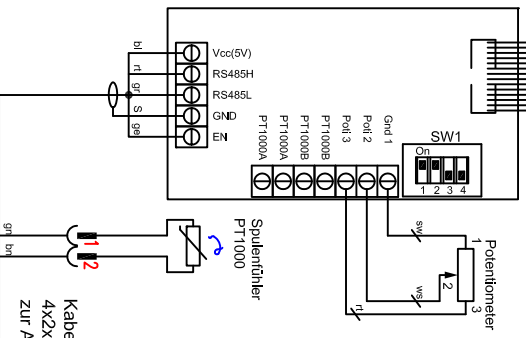 SW1
On
1 2 3 4
Vcc(5V)
RS485H
RS485L
GND
EN
bl
rt
gr
S
ge
PT1000A
PT1000A
PT1000B
PT1000B
Poti 3
Poti 2
Gnd 1
sw
ws
rt
1
2
3
Potentiometer
Spulenfühler
PT1000
1
2
gn
bn
Kabe
4x2x
zur A